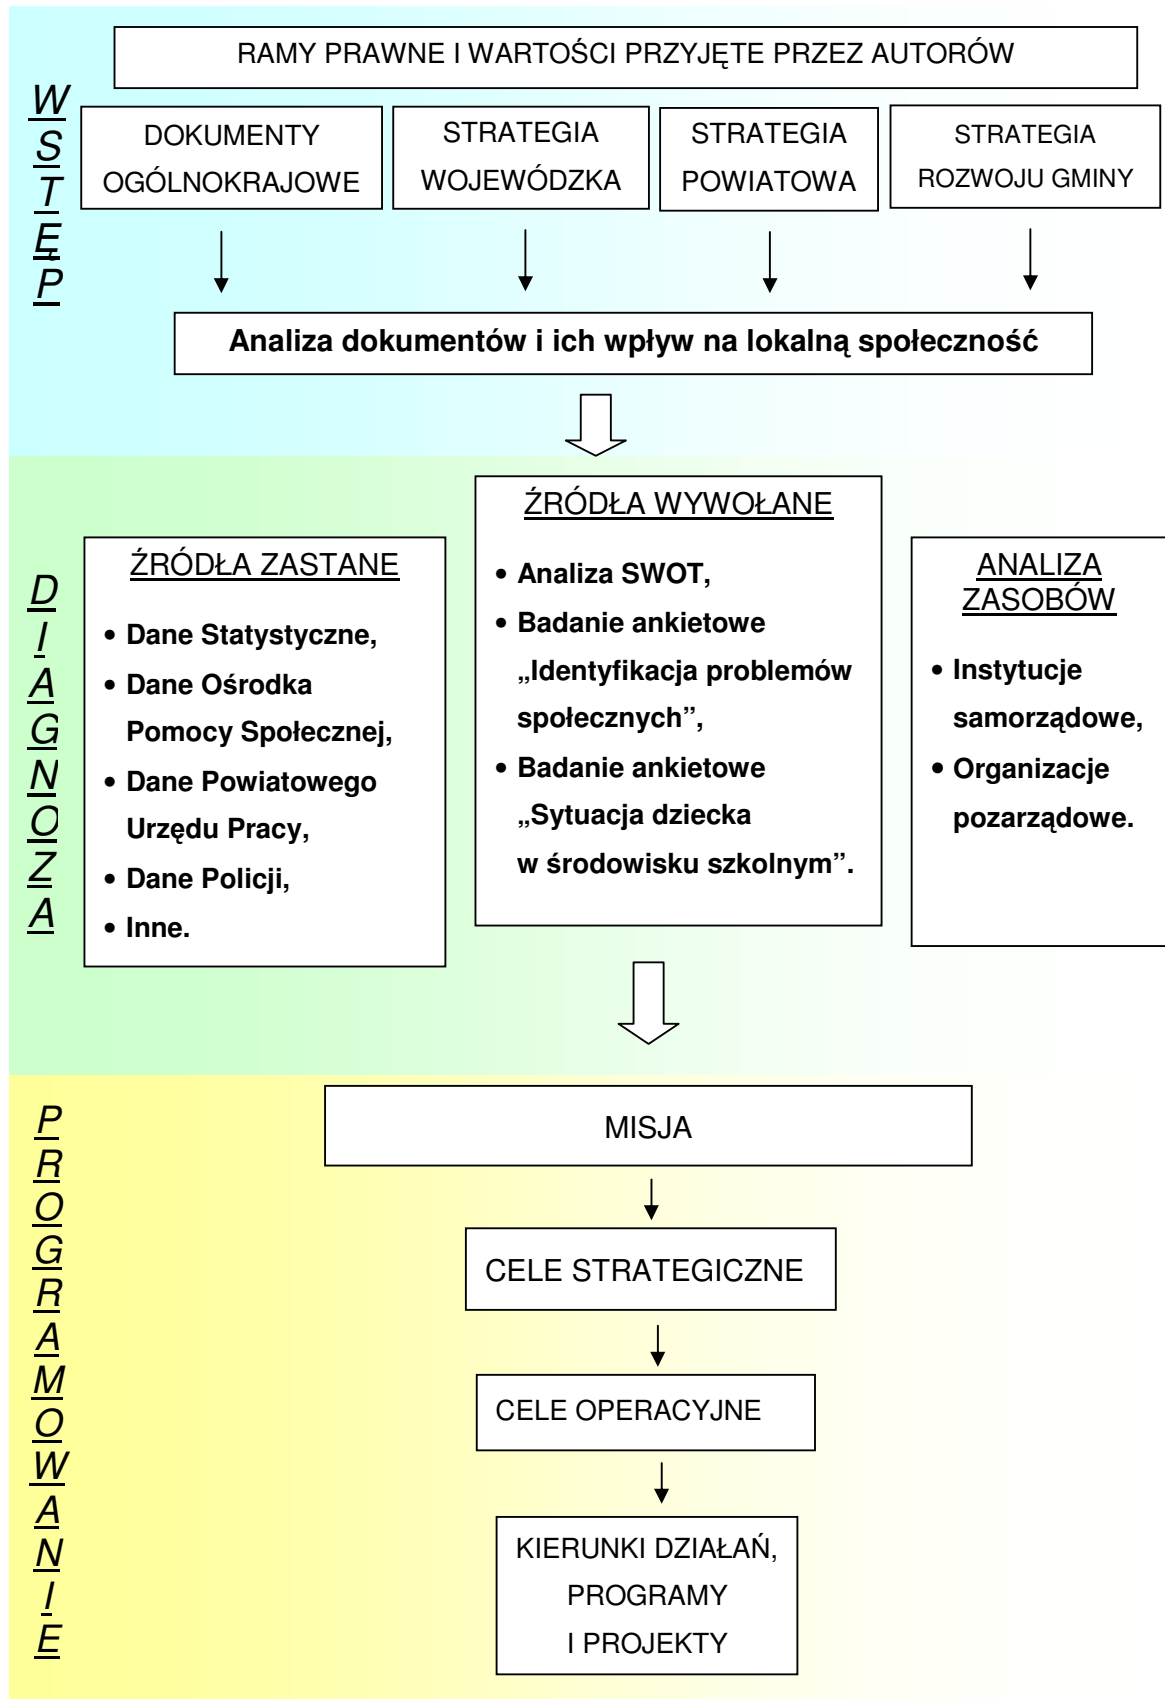 WSTĘP
RAMY PRAWNE I WARTOŚCI PRZYJĘTE PRZEZ AUTORÓW
DOKUMENTY
OGÓLNOKRAJOWE
STRATEGIA
WOJEWÓDZKA
STRATEGIA
POWIATOWA
STRATEGIA
ROZWOJU GMINY
Analiza dokumentów i ich wpływ na lokalną społeczność
DIAGNOZA
ŹRÓDŁA ZASTANE
• Dane Statystyczne,
• Dane Ośrodka
Pomocy Społecznej,
• Dane Powiatowego
Urzędu Pracy,
• Dane Policji,
• Inne.
ŹRÓDŁA WYWOŁANE
• Analiza SWOT,
• Badanie ankietowe
„Identyfikacja problemów
społecznych”,
• Badanie ankietowe
„Sytuacja dziecka
w środowisku szkolnym”.
ANALIZA
ZASOBÓW
• Instytucje
samorządowe,
• Organizacje
pozarządowe.
PROGRAMOWANIE
MISJA
CELE STRATEGICZNE
CELE OPERACYJNE
KIERUNKI DZIAŁAŃ,
PROGRAMY
I PROJEKTY